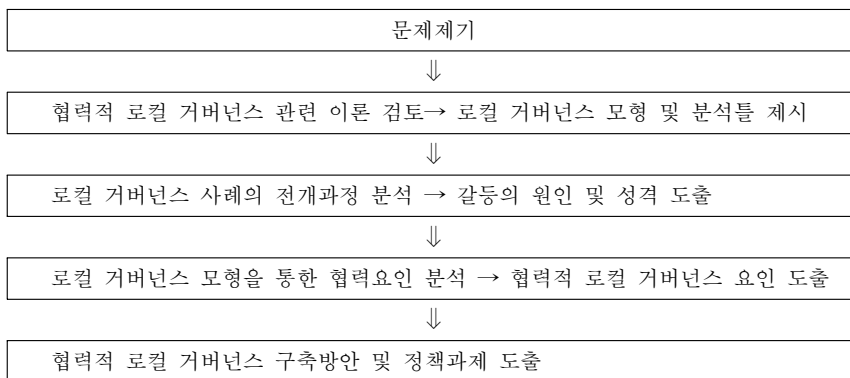 문제제기
⇓
협력적 로컬 거버넌스 관련 이론 검토→ 로컬 거버넌스 모형 및 분석틀 제시
⇓
로컬 거버넌스 사례의 전개과정 분석 → 갈등의 원인 및 성격 도출
⇓
로컬 거버넌스 모형을 통한 협력요인 분석 → 협력적 로컬 거버넌스 요인 도출
⇓
협력적 로컬 거버넌스 구축방안 및 정책과제 도출